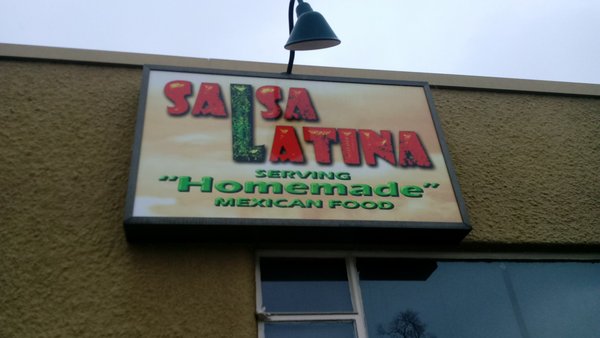 SALSA
LATINA
SERVING
"Homemade"
MEXICAN FOOD